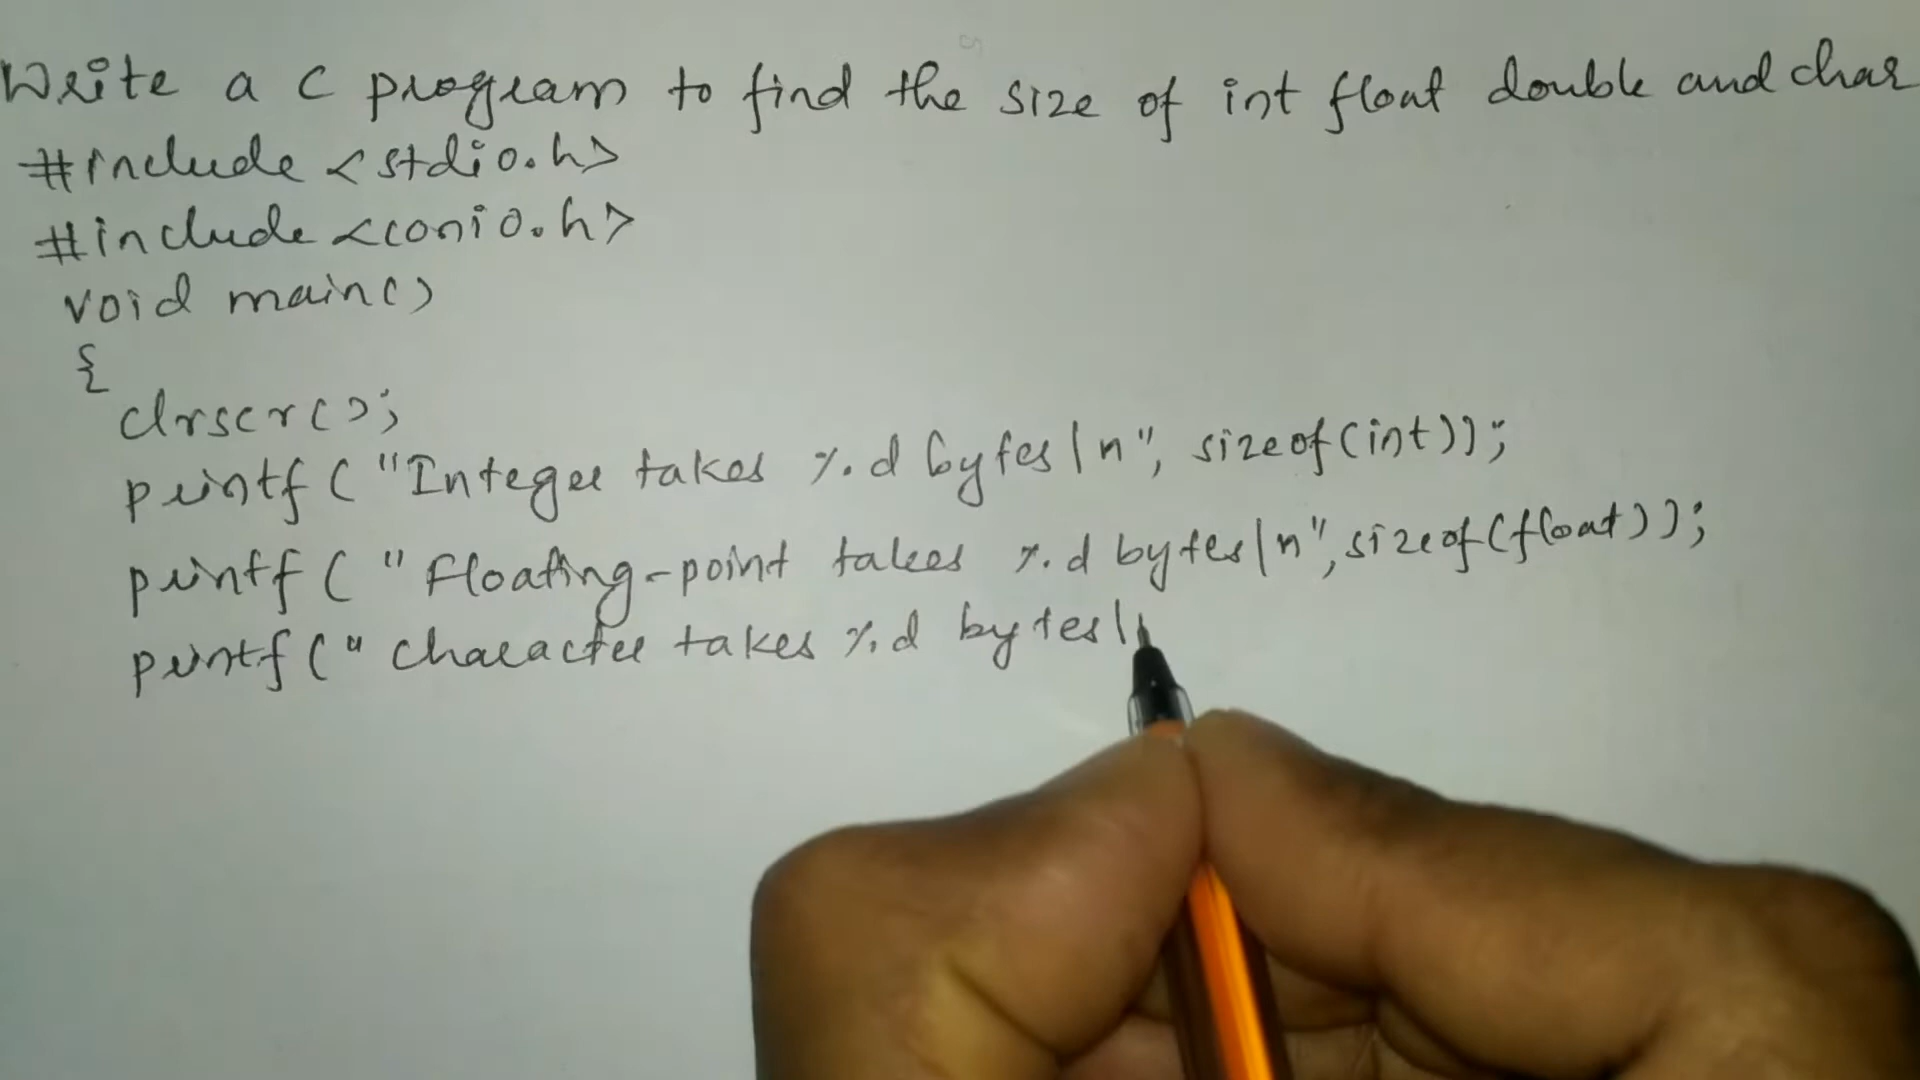 Write a C program to find the size of int float double and char
#include <stdio.h>
#include <conio.h>
void main()
{
clrscr();
printf ("Integer takes %d bytes\n", sizeof(int));
printf ("Floating-point takes %d bytes\n", sizeof(float));
printf (" character takes %d bytes\